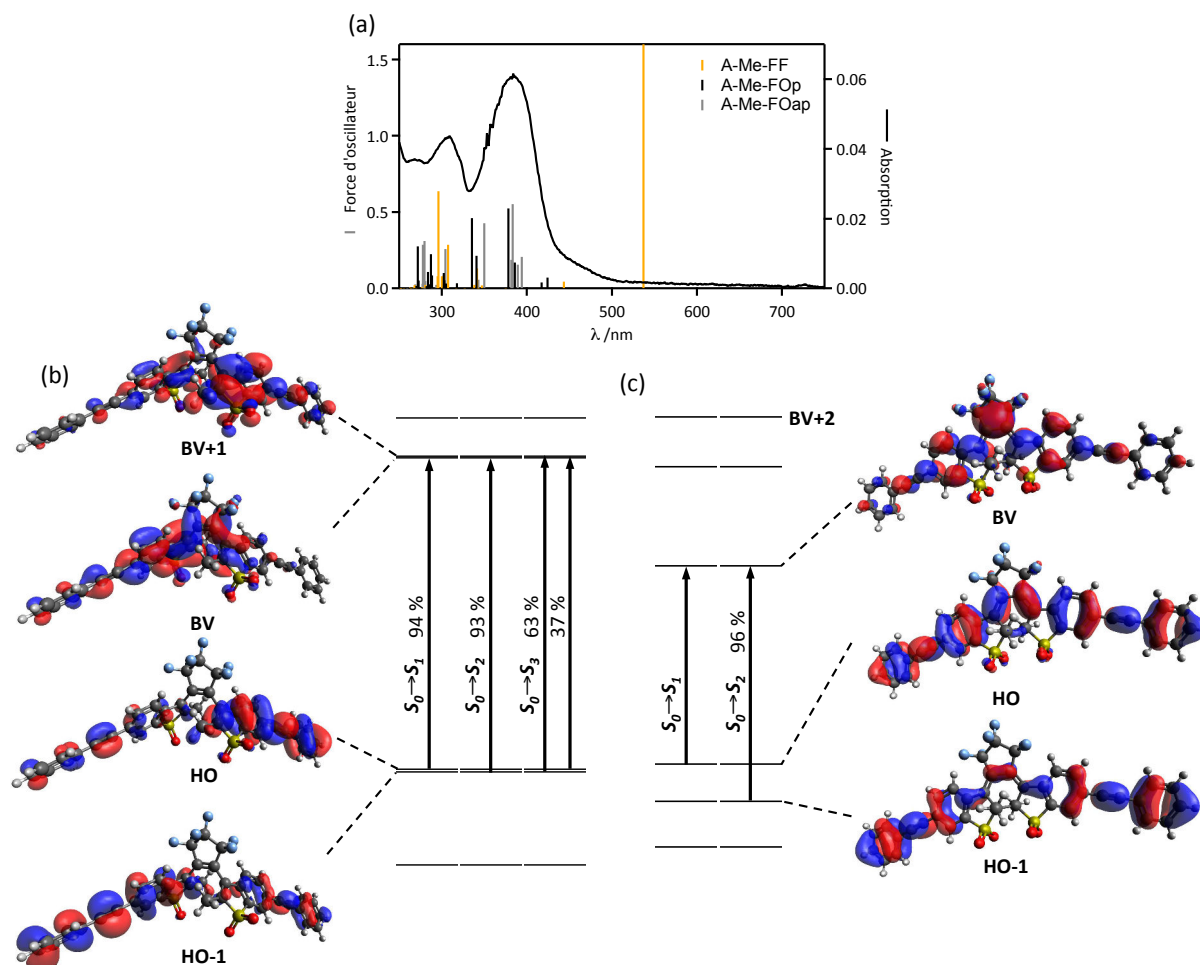 (a)
1.5
1.0
0.5
0.0
Force d'oscillateur
A-Me-FF
A-Me-FOp
A-Me-FOap
0.06
0.04
0.02
0.00
Absorption
300
400
500
600
700
λ /nm
(b)
BV+1
BV
HO
HO-1
S0→S1 94 %
S0→S2 93 %
S0→S3 63 %
37 %
(c)
BV+2
S0→S1
S0→S2 96 %
BV
HO
HO-1